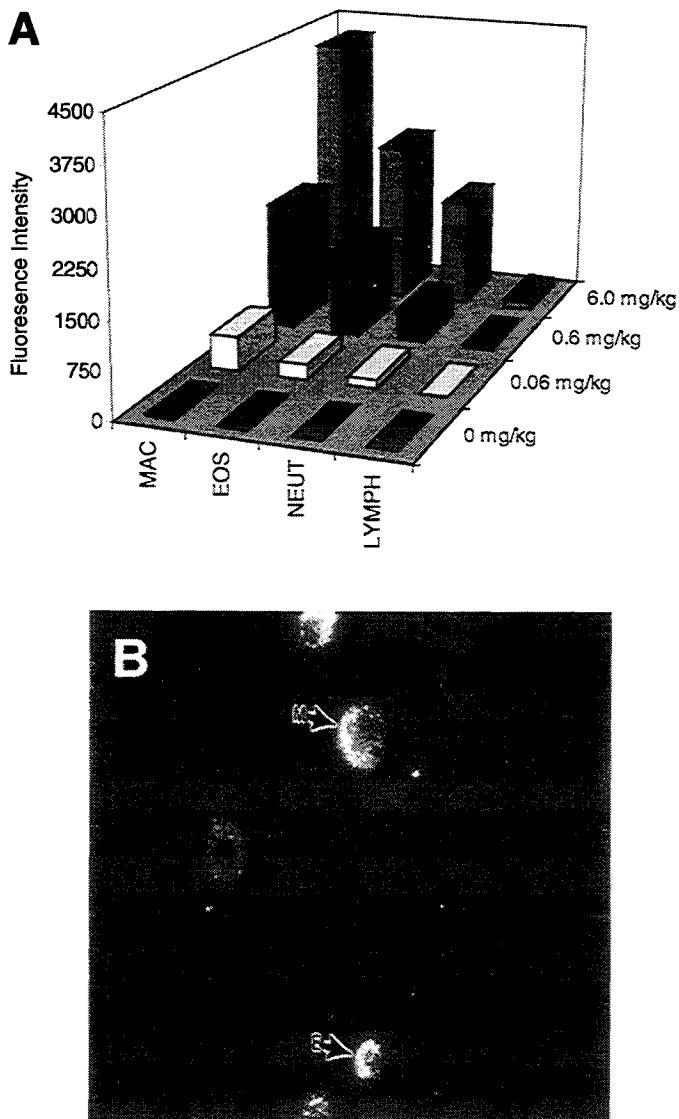 A
4500
3750
3000
2250
1500
750
0
Fluoresence Intensity
MAC
EOS
NEUT
LYMPH
0 mg/kg
0.06 mg/kg
0.6 mg/kg
6.0 mg/kg
B